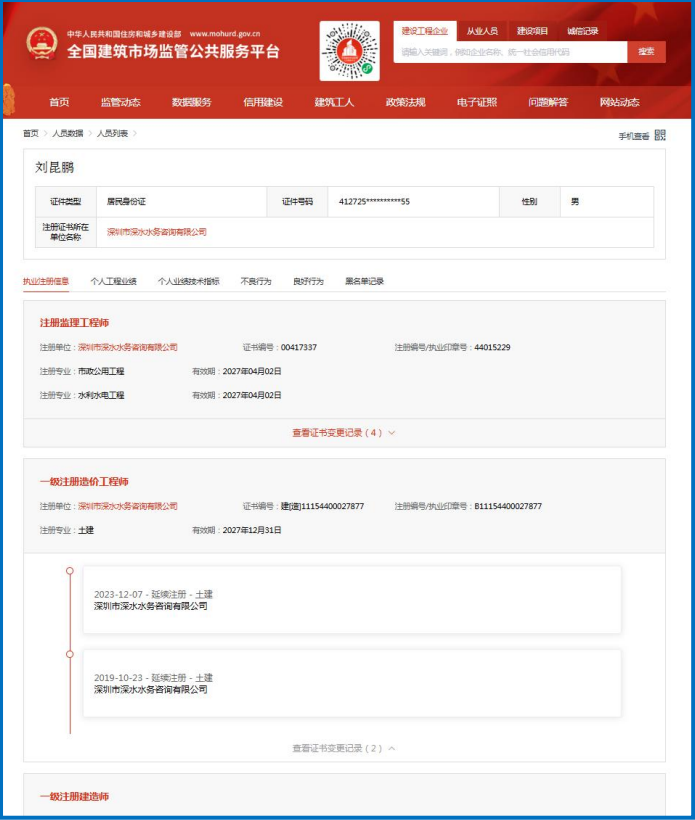 中华人民共和国住房和城乡建设部 www.mohurd.gov.cn
全国建筑市场监管公共服务平台
建设工程企业 从业人员 建设项目 诚信记录
请输入关键词，例如企业名称、统一社会信用代码 搜索
首页 监管动态 数据服务 信用建设 建筑工人 政策法规 电子证照 问题解答 网站动态
首页 > 人员数据 > 人员列表 >
手机查看
刘昆鹏
证件类型 居民身份证 证件号码 412725**********55 性别 男
注册证书所在
单位名称 深圳市深水水务咨询有限公司
执业注册信息 个人工程业绩 个人业绩技术指标 不良行为 良好行为 黑名单记录
注册监理工程师
注册单位：深圳市深水水务咨询有限公司 证书编号：00417337 注册编号/执业印章号：44015229
注册专业：市政公用工程 有效期：2027年04月02日
注册专业：水利水电工程 有效期：2027年04月02日
查看证书变更记录（4）
一级注册造价工程师
注册单位：深圳市深水水务咨询有限公司 证书编号：建[造]11154400027877 注册编号/执业印章号：B11154400027877
注册专业：土建 有效期：2027年12月31日
2023-12-07 - 延续注册 - 土建
深圳市深水水务咨询有限公司
2019-10-23 - 延续注册 - 土建
深圳市深水水务咨询有限公司
查看证书变更记录（2）
一级注册建造师